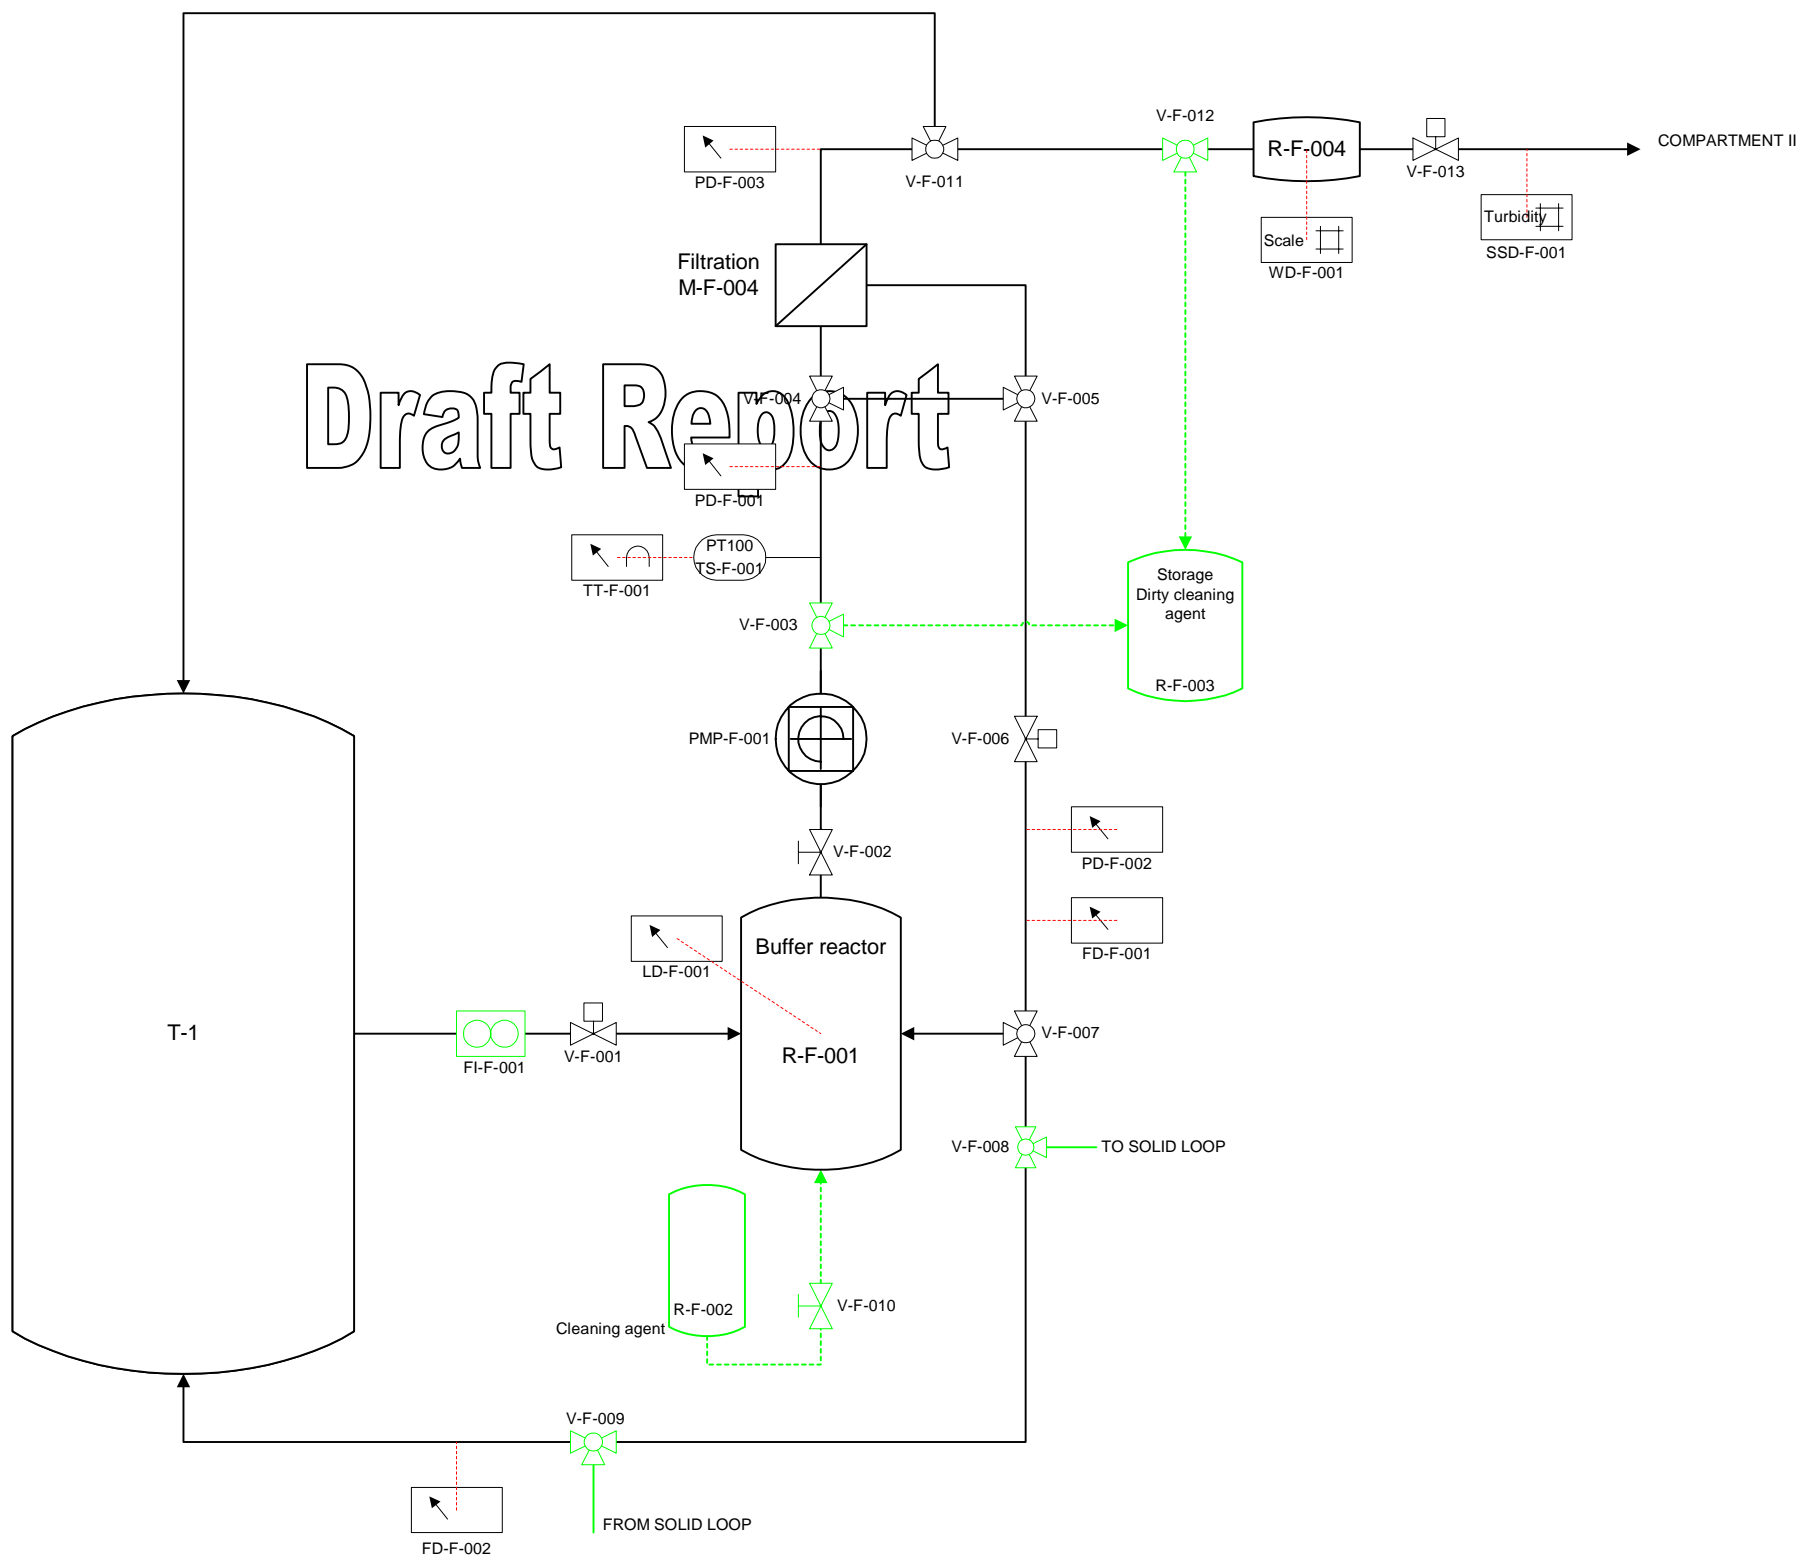 V-F-012
COMPARTMENT II
R-F-004
PD-F-003
V-F-011
V-F-013
Turbidity
SSD-F-001
Scale
WD-F-001
Filtration
M-F-004
Draft Report
V-F-004
V-F-005
PD-F-001
PT100
TS-F-001
TT-F-001
Storage
Dirty cleaning
agent
R-F-003
V-F-003
PMP-F-001
V-F-006
V-F-002
PD-F-002
Buffer reactor
LD-F-001
FD-F-001
T-1
V-F-007
R-F-001
V-F-001
FI-F-001
V-F-008
TO SOLID LOOP
R-F-002
V-F-010
Cleaning agent
V-F-009
FROM SOLID LOOP
FD-F-002